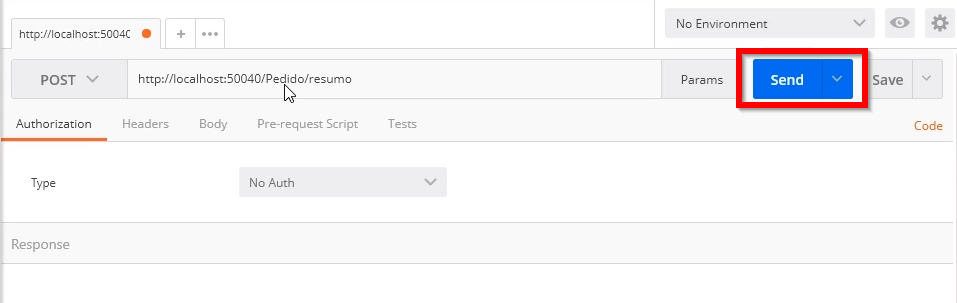 http://localhost:50040
+
•••
No Environment
POST
http://localhost:50040/Pedido/resumo
Params
Send
Save
Authorization
Headers
Body
Pre-request Script
Tests
Code
Type
No Auth
Response